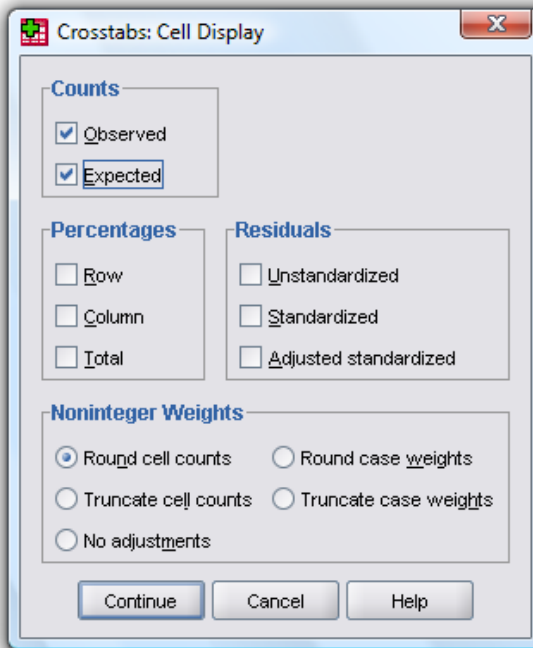 Crosstabs: Cell Display
Counts
Observed
Expected
Percentages
Row
Column
Total
Residuals
Unstandardized
Standardized
Adjusted standardized
Noninteger Weights
Round cell counts
Round case weights
Truncate cell counts
Truncate case weights
No adjustments
Continue
Cancel
Help